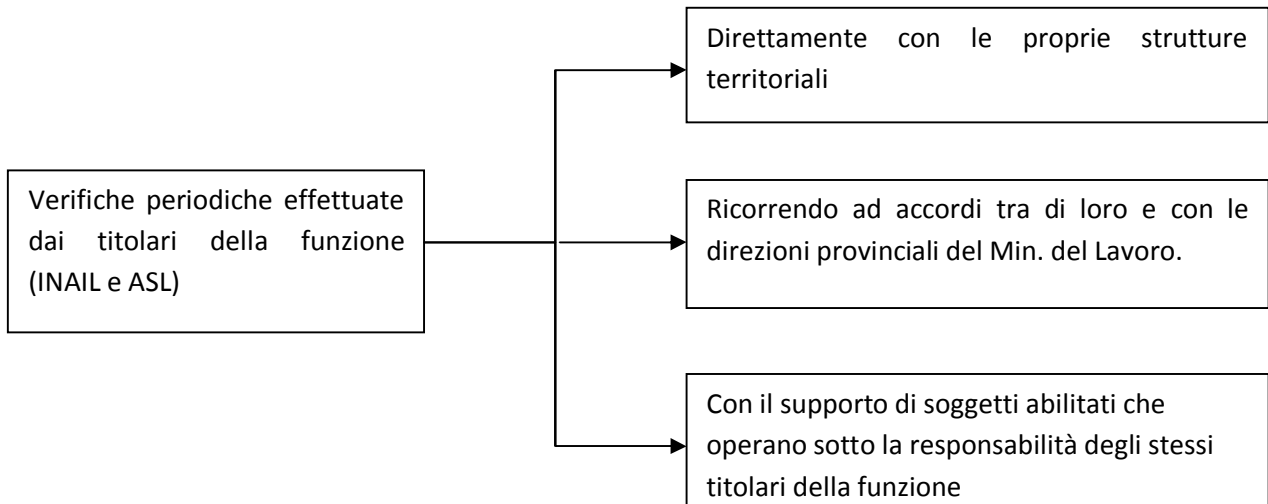 Verifiche periodiche effettuate
dai titolari della funzione
(INAIL e ASL)
Direttamente con le proprie strutture
territoriali
Ricorrendo ad accordi tra di loro e con le
direzioni provinciali del Min. del Lavoro.
Con il supporto di soggetti abilitati che
operano sotto la responsabilità degli stessi
titolari della funzione